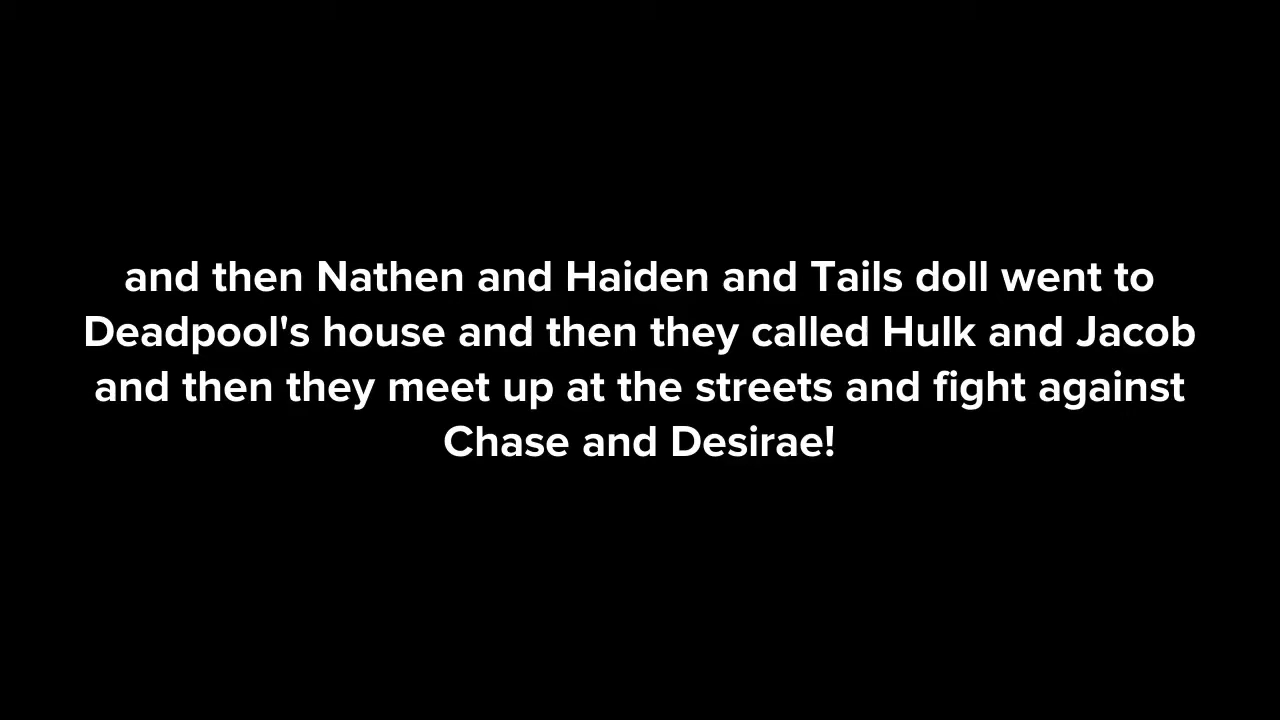 and then Nathen and Haiden and Tails doll went to
Deadpool's house and then they called Hulk and Jacob
and then they meet up at the streets and fight against
Chase and Desirae!